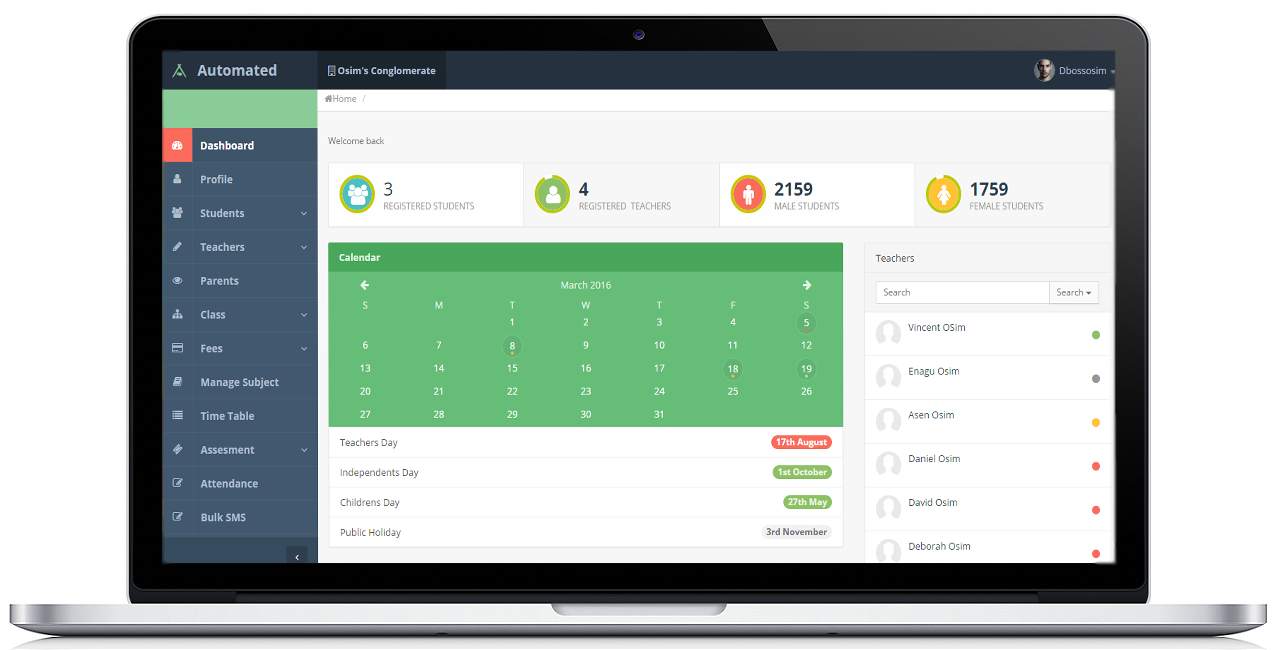 Automated
Osim's Conglomerate
Dbossosim
Home /
Dashboard
Profile
Students
Teachers
Parents
Class
Fees
Manage Subject
Time Table
Assesment
Attendance
Bulk SMS
Welcome back
3
REGISTERED STUDENTS
4
REGISTERED TEACHERS
2159
MALE STUDENTS
1759
FEMALE STUDENTS
Calendar
March 2016
S M T W T F S
1 2 3 4 5
6 7 8 9 10 11 12
13 14 15 16 17 18 19
20 21 22 23 24 25 26
27 28 29 30 31
Teachers Day 17th August
Independents Day 1st October
Childrens Day 27th May
Public Holiday 3rd November
Teachers
Search Search
Vincent OSim
Enagu Osim
Asen Osim
Daniel Osim
David Osim
Deborah Osim